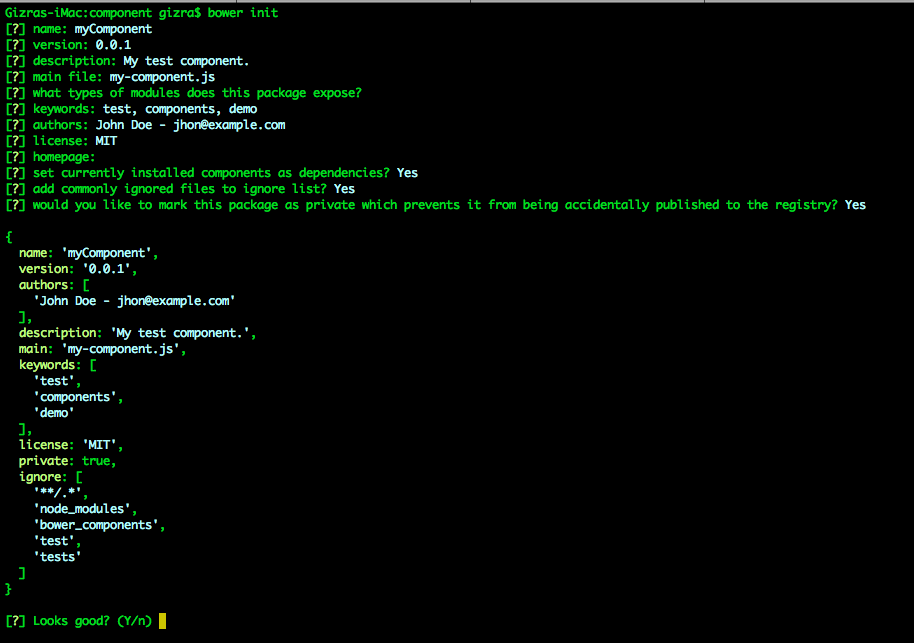 Gizras-iMac:component gizra$ bower init
[?] name: myComponent
[?] version: 0.0.1
[?] description: My test component.
[?] main file: my-component.js
[?] what types of modules does this package expose?
[?] keywords: test, components, demo
[?] authors: John Doe - jhon@example.com
[?] license: MIT
[?] homepage:
[?] set currently installed components as dependencies? Yes
[?] add commonly ignored files to ignore list? Yes
[?] would you like to mark this package as private which prevents it from being accidentally published to the registry? Yes
{
  name: 'myComponent',
  version: '0.0.1',
  authors: [
    'John Doe - jhon@example.com'
  ],
  description: 'My test component.',
  main: 'my-component.js',
  keywords: [
    'test',
    'components',
    'demo'
  ],
  license: 'MIT',
  private: true,
  ignore: [
    '**/.*',
    'node_modules',
    'bower_components',
    'test',
    'tests'
  ]
}
[?] Looks good? (Y/n)